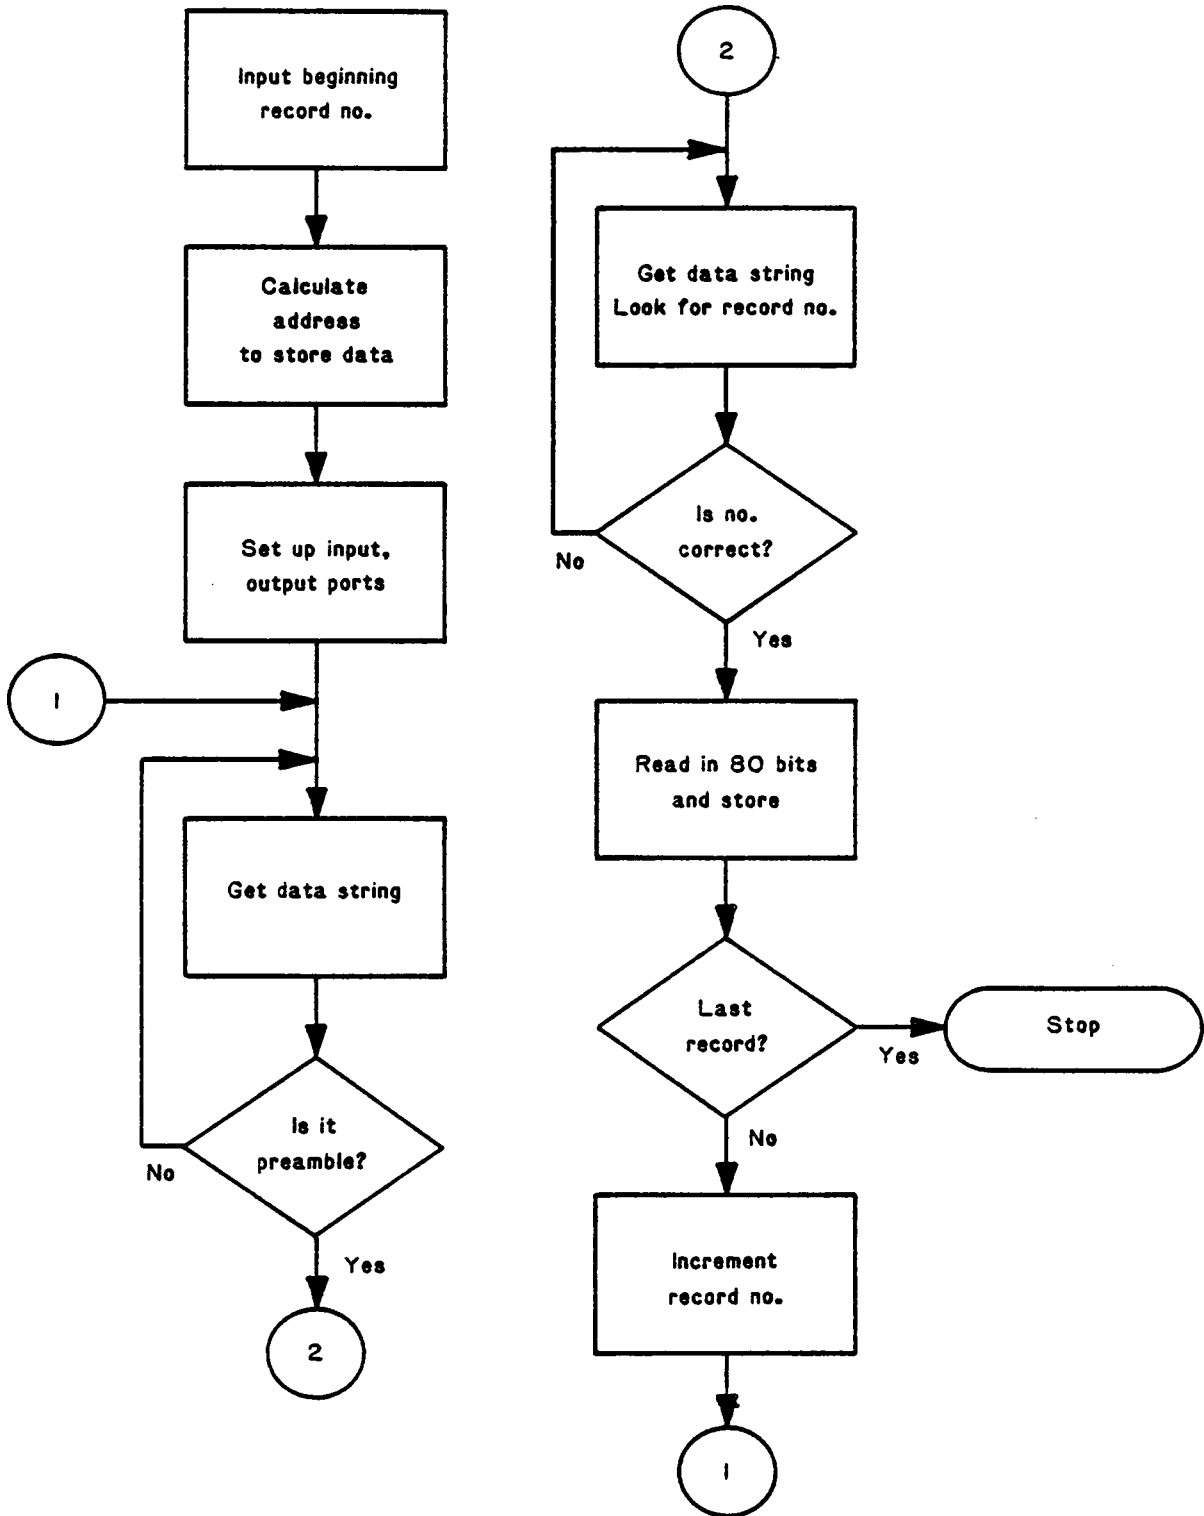 Input beginning
record no.
Calculate
address
to store data
Set up input,
output ports
1
Get data string
Is it
preamble?
No
Yes
2
2
Get data string
Look for record no.
Is no.
correct?
No
Yes
Read in 80 bits
and store
Last
record?
Yes
Stop
No
Increment
record no.
1